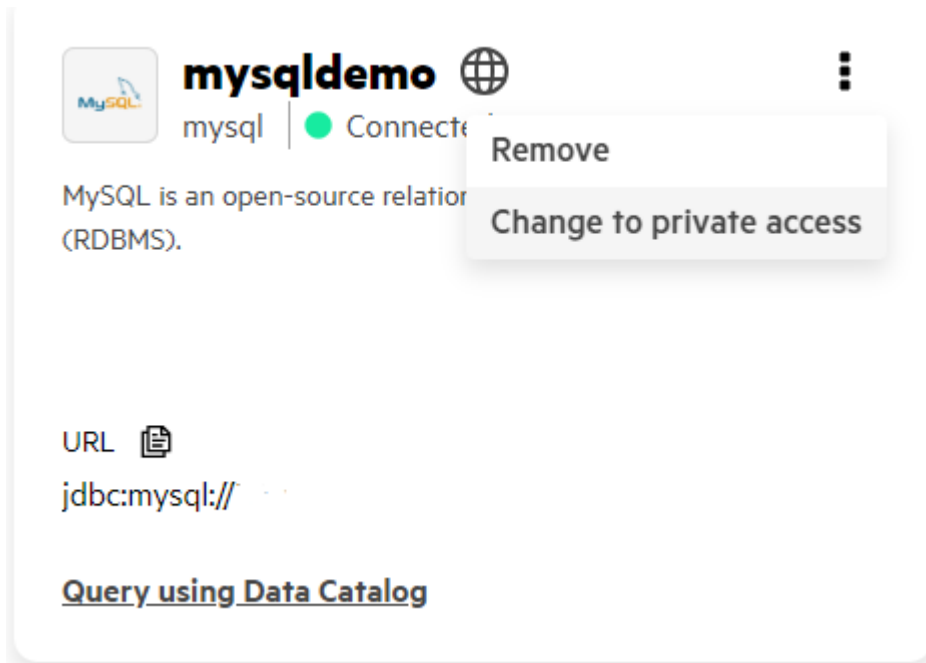 MySQL
mysqldemo
mysql
Remove
MySQL is an open-source
Change to private access
(RDBMS).
URL
jdbc:mysql://
Query using Data Catalog